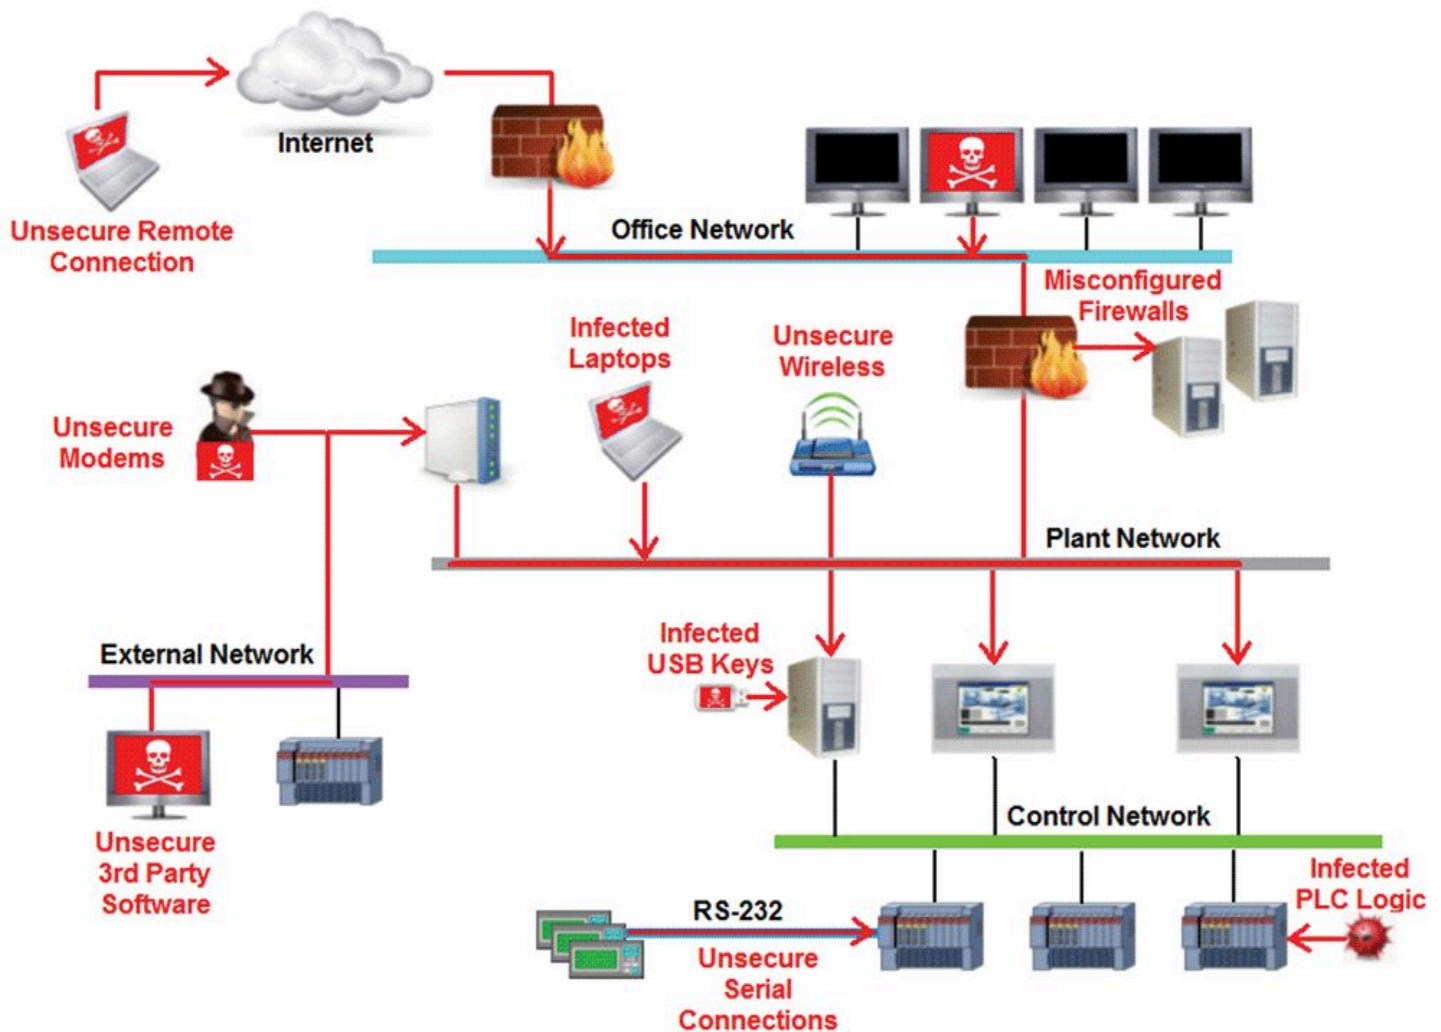 Internet
Unsecure Remote
Connection
Office Network
Misconfigured
Firewalls
Infected
Laptops
Unsecure
Wireless
Unsecure
Modems
Plant Network
External Network
Infected
USB Keys
Unsecure
3rd Party
Software
Control Network
RS-232
Unsecure
Serial
Connections
Infected
PLC Logic